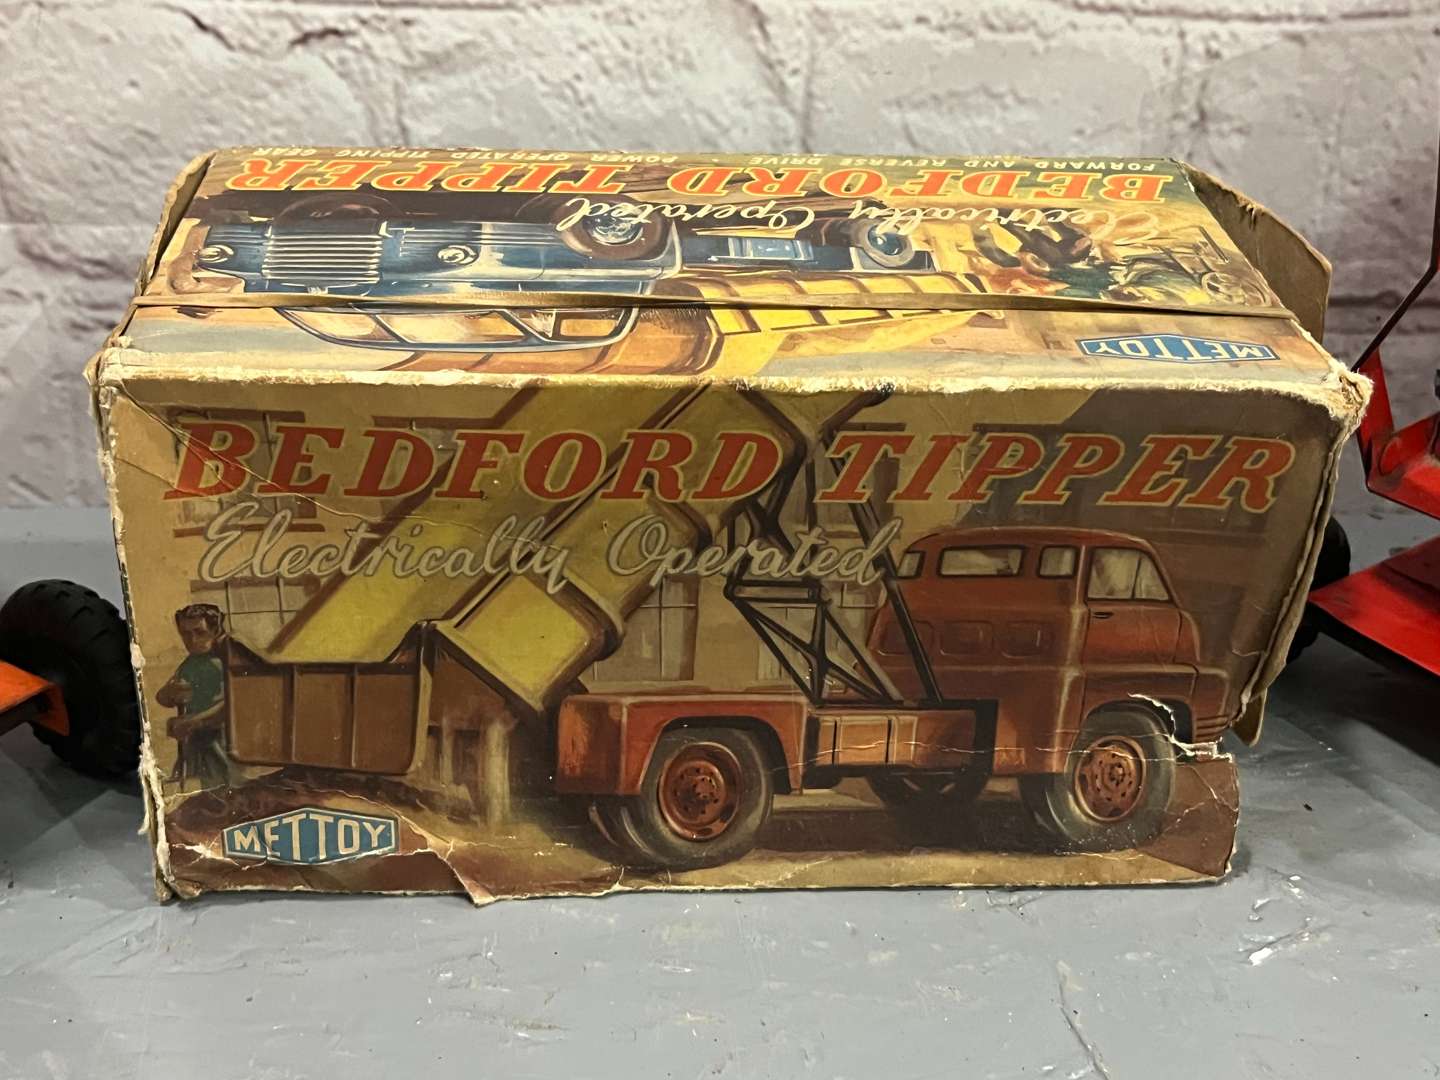 FORWARD AND REVERSE DRIVE POWER OPERATED TIPPING GEAR
BEDFORD TIPPER
Electrically Operated
METTOY
BEDFORD TIPPER
Electrically Operated
METTOY